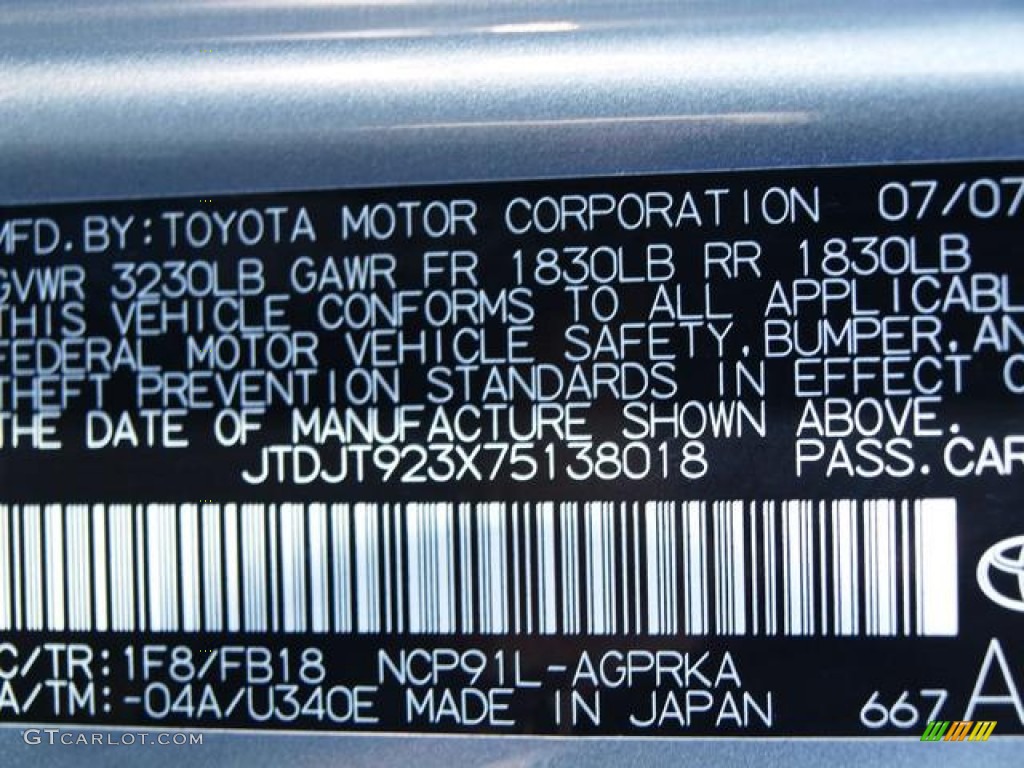 MFD. BY: TOYOTA MOTOR CORPORATION 07/07
GVWR 3230LB GAWR FR 1830LB RR 1830LB
THIS VEHICLE CONFORMS TO ALL APPLICABL
FEDERAL MOTOR VEHICLE SAFETY, BUMPER, AN
THEFT PREVENTION STANDARDS IN EFFECT O
THE DATE OF MANUFACTURE SHOWN ABOVE.
JTDJT923X75138018 PASS. CAR
C/TR: 1F8/FB18 NCP91L-AGPRKA
A/TM: -04A/U340E MADE IN JAPAN 667 A
GTCARLOT.COM